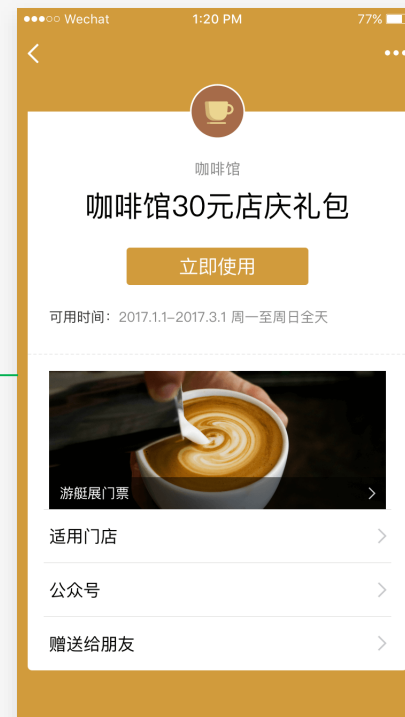 Wechat 1:20 PM 77%
咖啡馆
咖啡馆30元店庆礼包
立即使用
可用时间：2017.1.1-2017.3.1 周一至周日全天
游艇展门票
适用门店
公众号
赠送给朋友